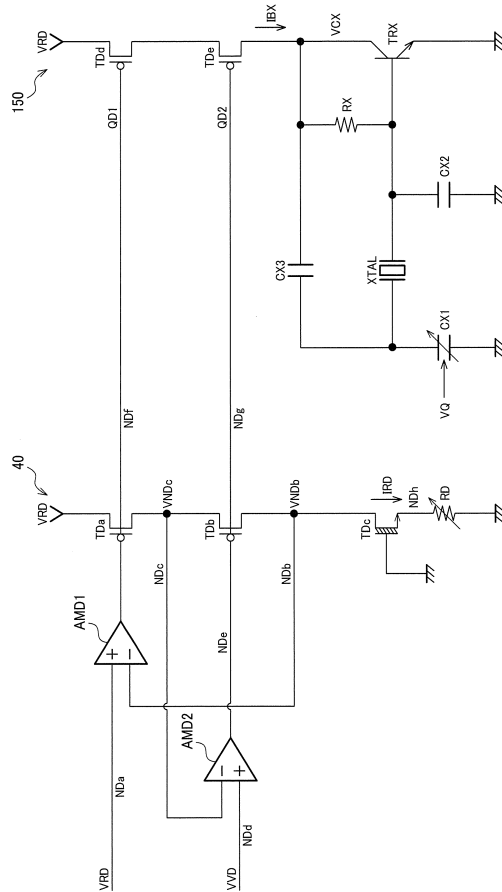 40
150
VRD
VRD
TDa
TDd
QD1
NDf
AMD1
+
−
VRD
NDa
VNDc
NDc
TDb
TDe
QD2
NDg
NDe
AMD2
−
+
VVD
NDd
VNDb
NDb
IBX
VCX
TRX
RX
CX3
XTAL
CX2
CX1
VQ
IRD
TDc
NDh
RD